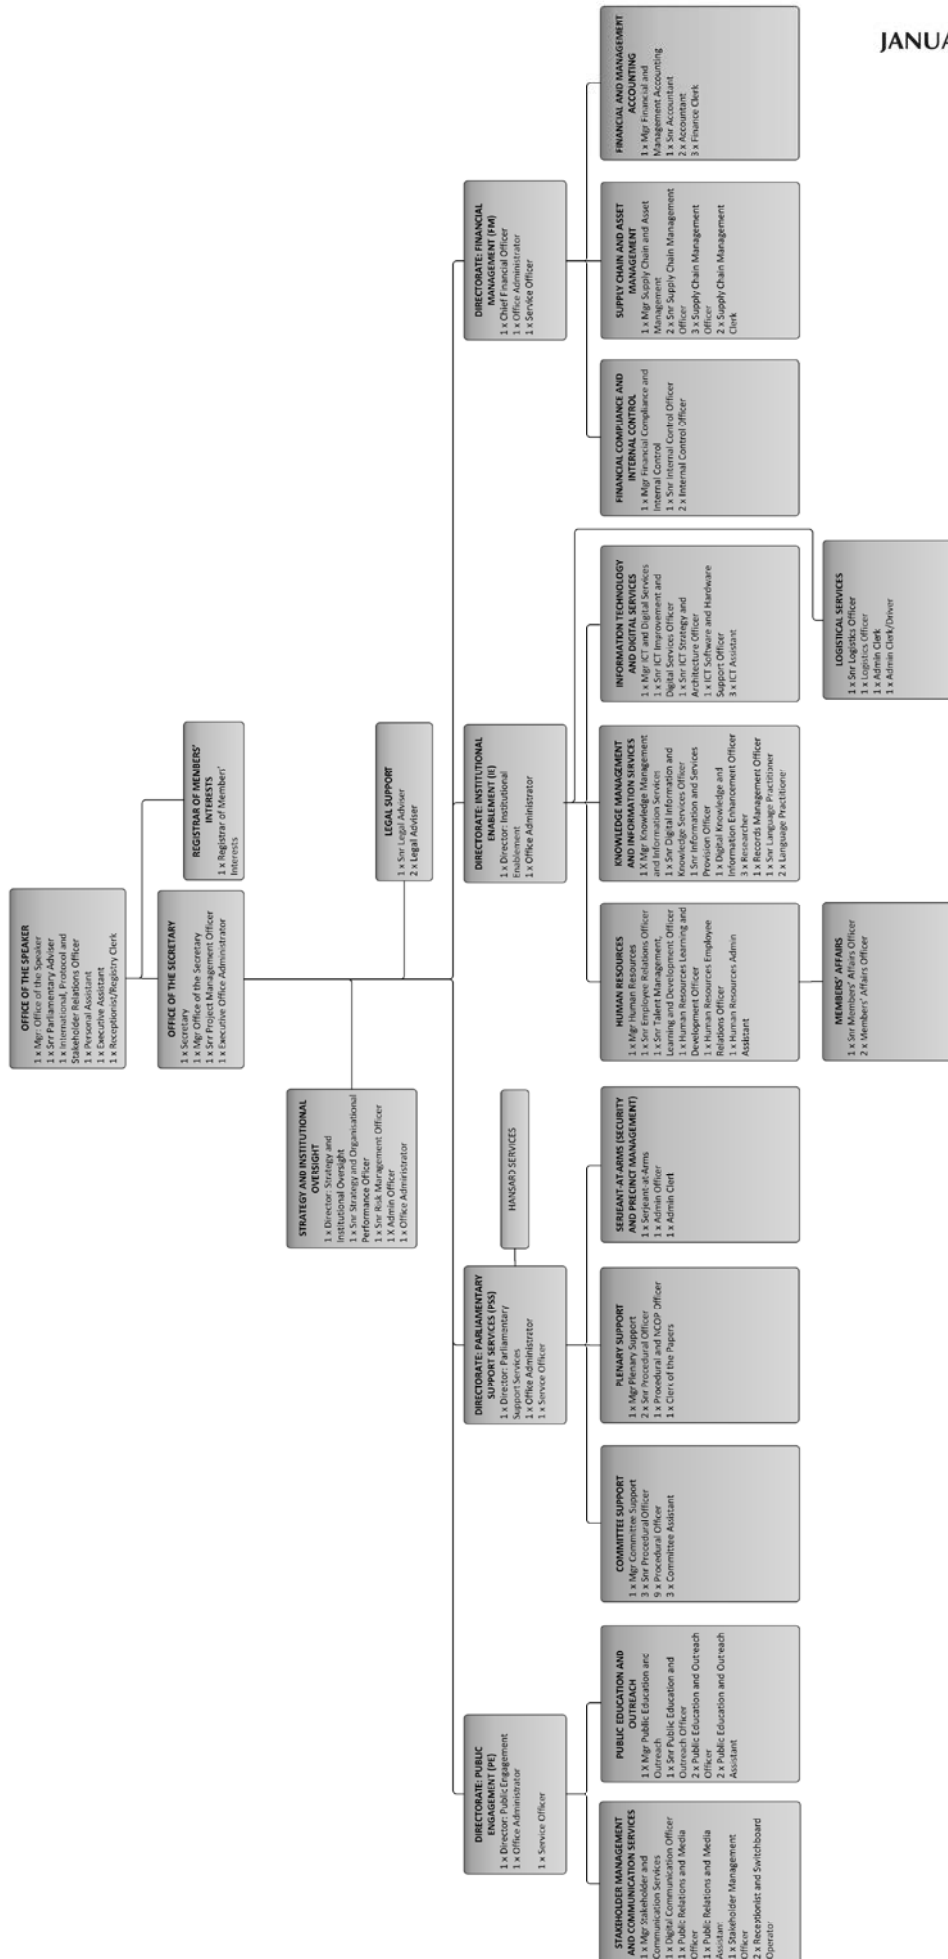 JANUA
OFFICE OF THE SPEAKER
1 x Mgr: Office of the Speaker
1 x Snr Parliamentary Adviser
1 x International, Protocol and
Stakeholder Relations Officer
1 x Personal Assistant
1 x Executive Assistant
1 x Receptionist/Registry Clerk
REGISTRAR OF MEMBERS'
INTERESTS
1 x Registrar of Members'
Interests
OFFICE OF THE SECRETARY
1 x Secretary
1 x Mgr Office of the Secretary
1 x Snr Project Management Officer
1 x Executive Office Administrator
STRATEGY AND INSTITUTIONAL
OVERSIGHT
1 x Director: Strategy and
Institutional Oversight
1 x Snr Strategy and Organisational
Performance Officer
1 x Snr Risk Management Officer
1 X Admin Officer
1 x Office Administrator
LEGAL SUPPORT
1 x Snr Legal Adviser
2 x Legal Adviser
DIRECTORATE: PUBLIC
ENGAGEMENT (PE)
1 x Director: Public Engagement
1 x Office Administrator
1 x Service Officer
DIRECTORATE: PARLIAMENTARY
SUPPORT SERVICES (PSS)
1 x Director: Parliamentary
Support Services
1 x Office Administrator
1 x Service Officer
HANSARD SERVICES
DIRECTORATE: INSTITUTIONAL
ENABLEMENT (IE)
1 x Director: Institutional
Enablement
1 x Office Administrator
DIRECTORATE: FINANCIAL
MANAGEMENT (FM)
1 x Chief Financial Officer
1 x Office Administrator
1 x Service Officer
STAKEHOLDER MANAGEMENT
AND COMMUNICATION SERVICES
1 x Mgr Stakeholder and
Communication Services
1 x Digital Communication Officer
1 x Public Relations and Media
Officer
1 x Public Relations and Media
Assistant
1 x Stakeholder Management
Officer
2 x Receptionist and Switchboard
Operator
PUBLIC EDUCATION AND
OUTREACH
1 X Mgr Public Education and
Outreach
1 x Snr Public Education and
Outreach Officer
2 x Public Education and Outreach
Officer
2 x Public Education and Outreach
Assistant
COMMITTEE SUPPORT
1 x Mgr Committee Support
3 x Snr Procedural Officer
9 x Procedural Officer
3 x Committee Assistant
PLENARY SUPPORT
1 x Mgr Plenary Support
2 x Snr Procedural Officer
1 x Procedural and NCOP Officer
1 x Clerk of the Papers
SERJEANT-AT-ARMS (SECURITY
AND PRECINCT MANAGEMENT)
1 x Serjeant-at-Arms
1 x Admin Officer
1 x Admin Clerk
HUMAN RESOURCES
1 x Mgr Human Resources
1 x Snr Employee Relations Officer
1 x Snr Talent Management,
Learning and Development Officer
1 x Human Resources Learning and
Development Officer
1 x Human Resources Employee
Relations Officer
1 x Human Resources Admin
Assistant
KNOWLEDGE MANAGEMENT
AND INFORMATION SERVICES
1 X Mgr Knowledge Management
and Information Services
1 x Snr Digital Information and
Knowledge Services Officer
1 Snr Information and Services
Provision Officer
1 x Digital Knowledge and
Information Enhancement Officer
3 x Researcher
1 x Records Management Officer
1 x Snr Language Practitioner
2 x Language Practitioner
INFORMATION TECHNOLOGY
AND DIGITAL SERVICES
1 x Mgr ICT and Digital Services
1 x Snr ICT Improvement and
Digital Services Officer
1 x Snr ICT Strategy and
Architecture Officer
1 x ICT Software and Hardware
Support Officer
3 x ICT Assistant
FINANCIAL COMPLIANCE AND
INTERNAL CONTROL
1 x Mgr Financial Compliance and
Internal Control
1 x Snr Internal Control Officer
2 x Internal Control Officer
SUPPLY CHAIN AND ASSET
MANAGEMENT
1 x Mgr Supply Chain and Asset
Management
2 x Snr Supply Chain Management
Officer
3 x Supply Chain Management
Officer
2 x Supply Chain Management
Clerk
FINANCIAL AND MANAGEMENT
ACCOUNTING
1 x Mgr Financial and
Management Accounting
1 x Snr Accountant
2 x Accountant
3 x Finance Clerk
MEMBERS' AFFAIRS
1 x Snr Members' Affairs Officer
2 x Members' Affairs Officer
LOGISTICAL SERVICES
1 x Snr Logistics Officer
1 x Logistics Officer
1 x Admin Clerk
1 x Admin Clerk/Driver